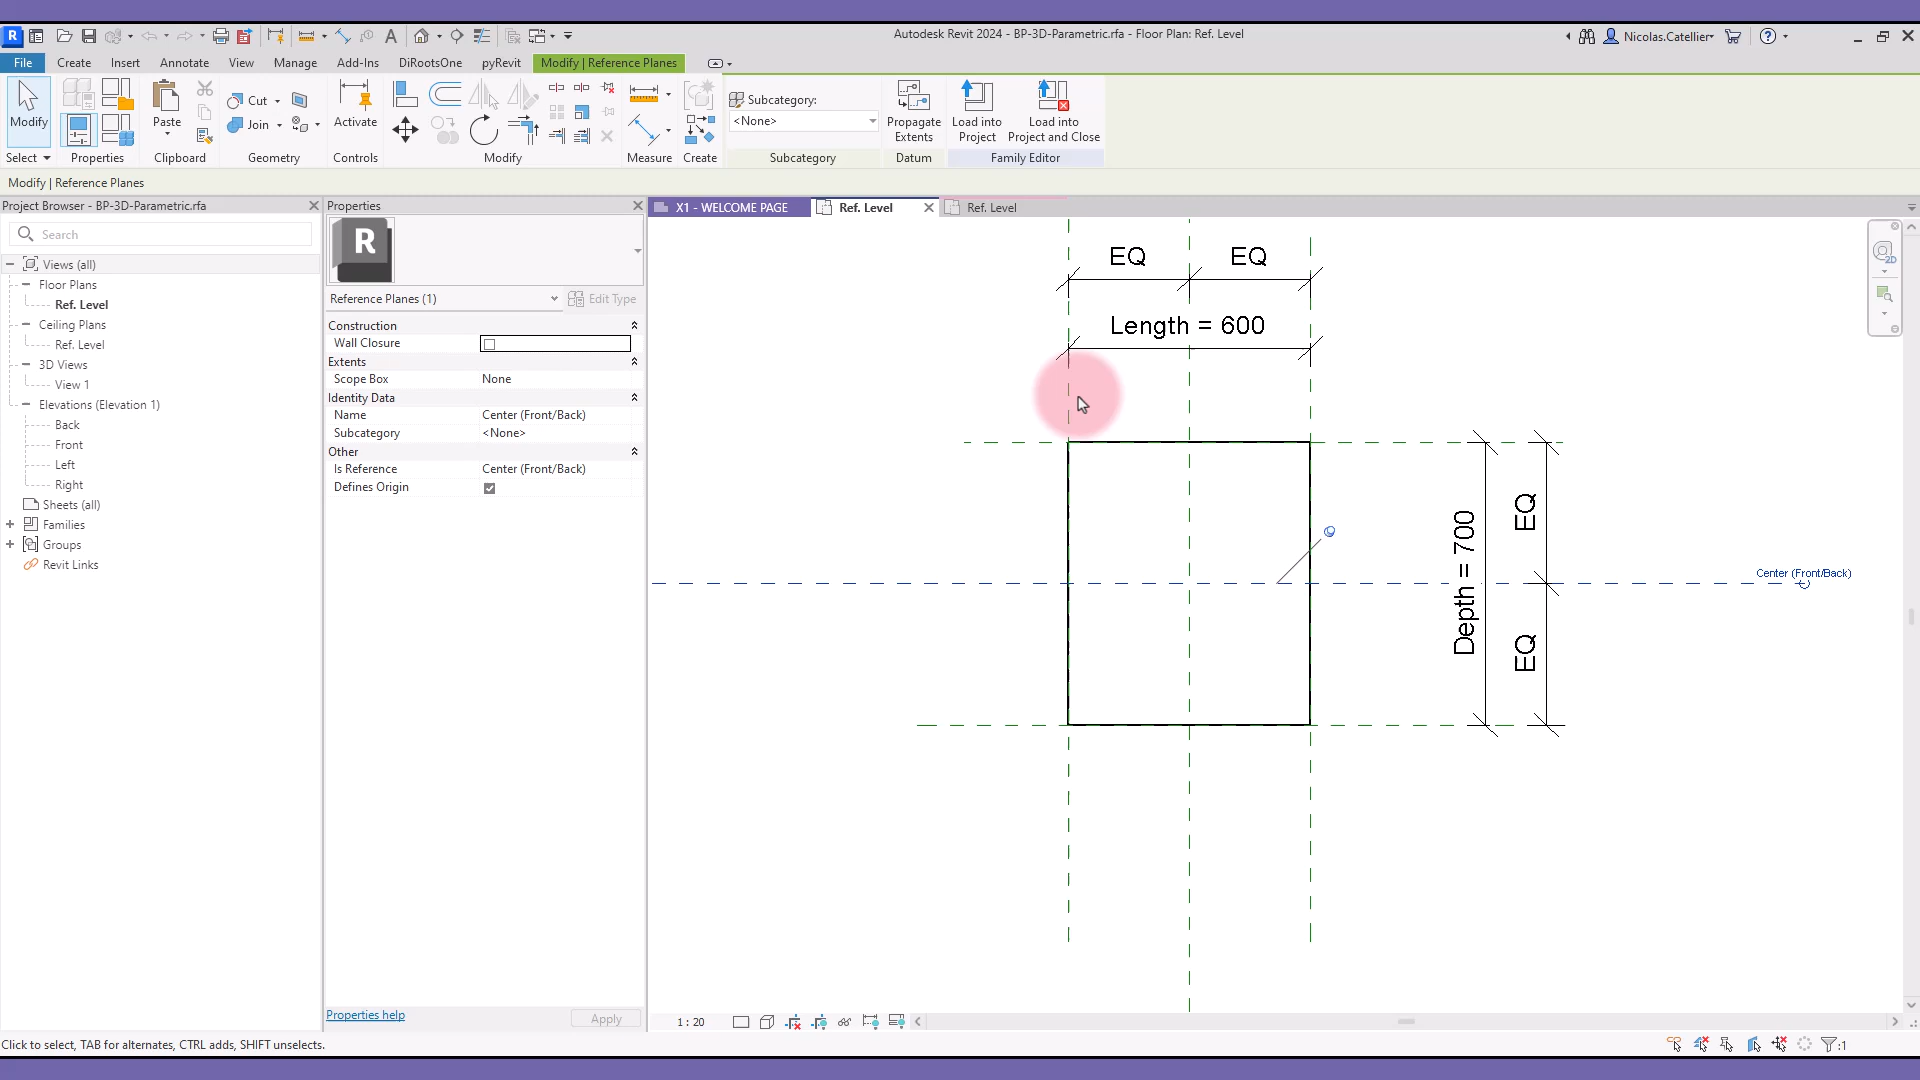 Autodesk Revit 2024 - BP-3D-Parametric.rfa - Floor Plan: Ref. Level
Nicolas.Catellier
File Create Insert Annotate View Manage Add-Ins DiRootsOne pyRevit Modify | Reference Planes
Modify
Paste
Cut
Join
Activate
Subcategory:
<None>
Propagate
Extents
Load into
Project
Load into
Project and Close
Select Properties Clipboard Geometry Controls Modify Measure Create Subcategory Datum Family Editor
Modify | Reference Planes
Project Browser - BP-3D-Parametric.rfa
Search
Views (all)
Floor Plans
Ref. Level
Ceiling Plans
Ref. Level
3D Views
View 1
Elevations (Elevation 1)
Back
Front
Left
Right
Sheets (all)
Families
Groups
Revit Links
Properties
R
Reference Planes (1)
Edit Type
Construction
Wall Closure
Extents
Scope Box None
Identity Data
Name Center (Front/Back)
Subcategory <None>
Other
Is Reference Center (Front/Back)
Defines Origin
Properties help
Apply
X1 - WELCOME PAGE
Ref. Level
Ref. Level
2D
EQ EQ
Length = 600
Depth = 700
EQ
EQ
Center (Front/Back)
1 : 20
Click to select, TAB for alternates, CTRL adds, SHIFT unselects.
:1